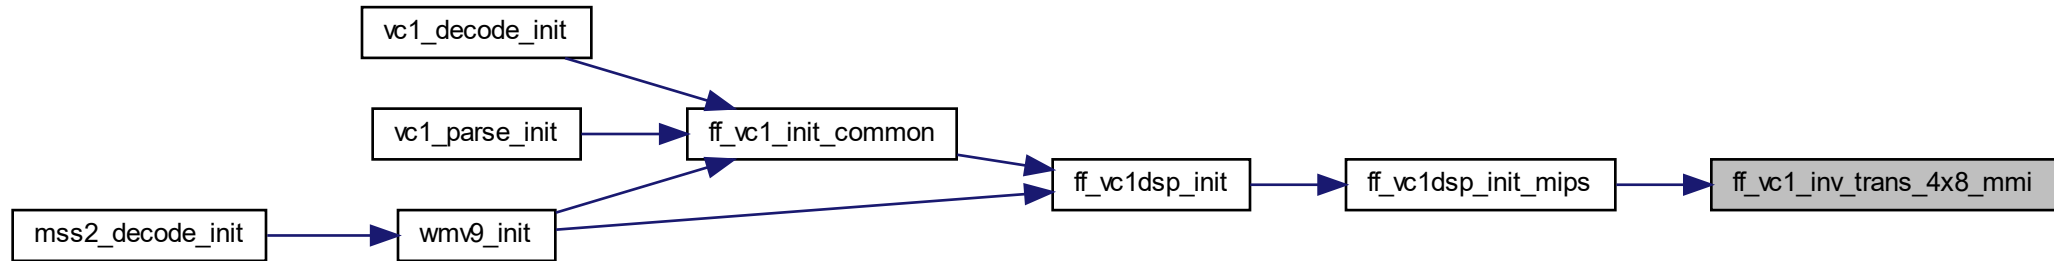 vc1_decode_init
vc1_parse_init
ff_vc1_init_common
ff_vc1dsp_init
ff_vc1dsp_init_mips
ff_vc1_inv_trans_4x8_mmi
mss2_decode_init
wmv9_init